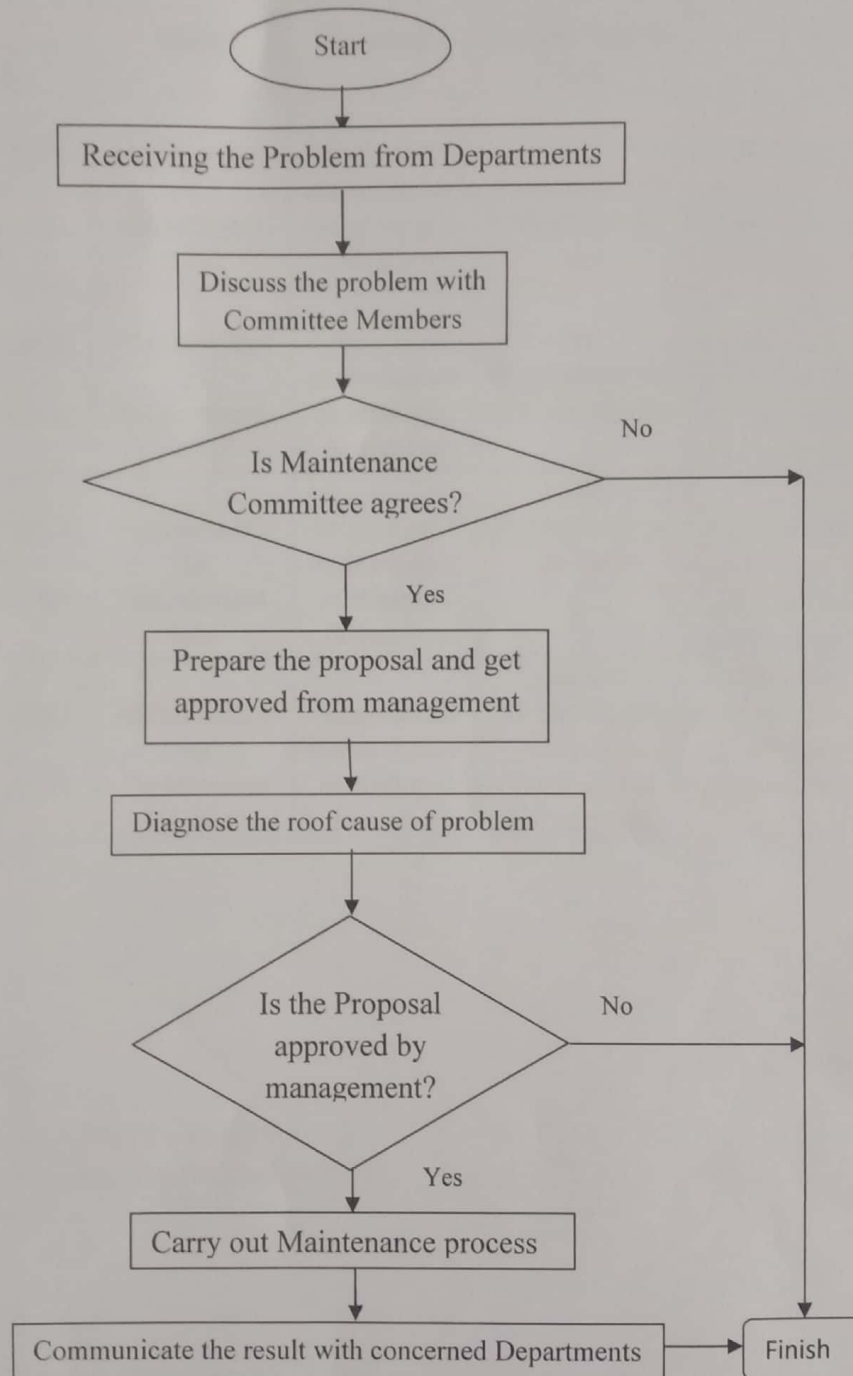 Start
Receiving the Problem from Departments
Discuss the problem with
Committee Members
No
Is Maintenance
Committee agrees?
Yes
Prepare the proposal and get
approved from management
Diagnose the roof cause of problem
Is the Proposal
approved by
management?
No
Yes
Carry out Maintenance process
Communicate the result with concerned Departments
Finish